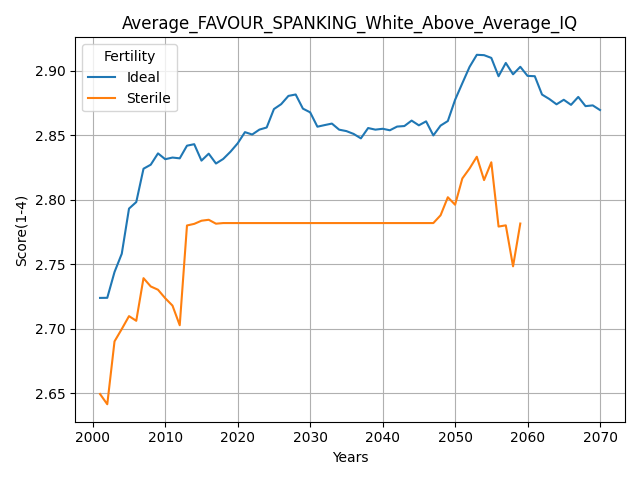 Average_FAVOUR_SPANKING_White_Above_Average_IQ
Fertility
Ideal
Sterile
Score(1-4)
2.90
2.85
2.80
2.75
2.70
2.65
2000 2010 2020 2030 2040 2050 2060 2070
Years